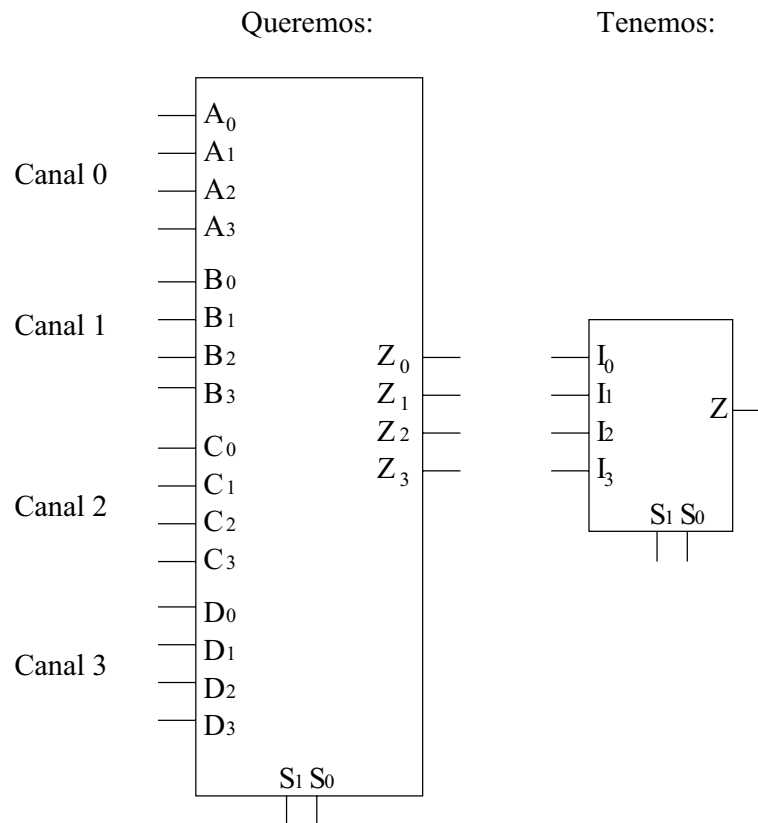 Queremos:
Tenemos:
Canal 0
A0
A1
A2
A3
Canal 1
B0
B1
B2
B3
Canal 2
C0
C1
C2
C3
Canal 3
D0
D1
D2
D3
Z0
Z1
Z2
Z3
S1 S0
I0
I1
I2
I3
Z
S1 S0